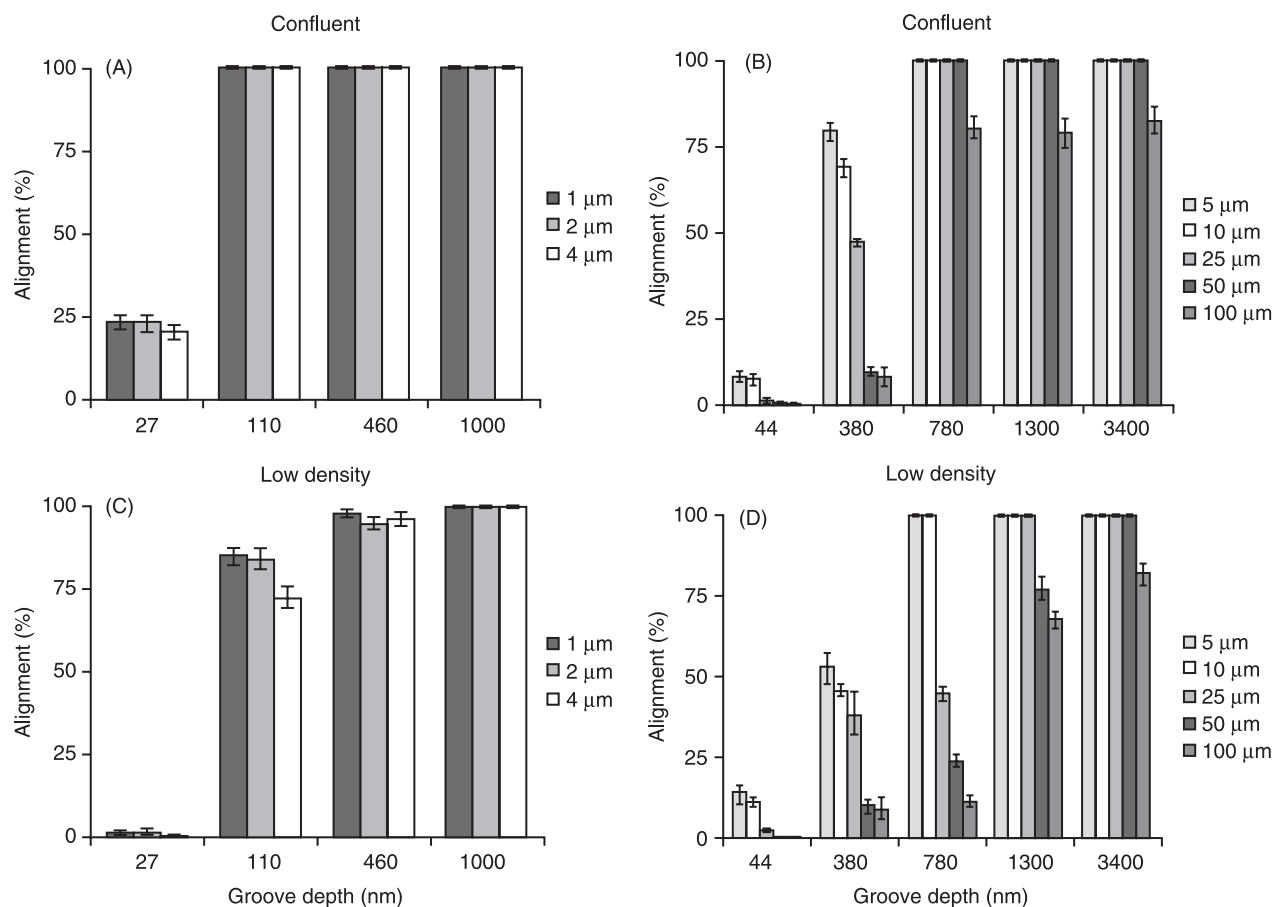 Confluent
(A)
100
75
50
25
0
Alignment (%)
27 110 460 1000
1 μm
2 μm
4 μm
Confluent
(B)
100
75
50
25
0
Alignment (%)
44 380 780 1300 3400
5 μm
10 μm
25 μm
50 μm
100 μm
Low density
(C)
100
75
50
25
0
Alignment (%)
27 110 460 1000
Groove depth (nm)
1 μm
2 μm
4 μm
Low density
(D)
100
75
50
25
0
Alignment (%)
44 380 780 1300 3400
Groove depth (nm)
5 μm
10 μm
25 μm
50 μm
100 μm